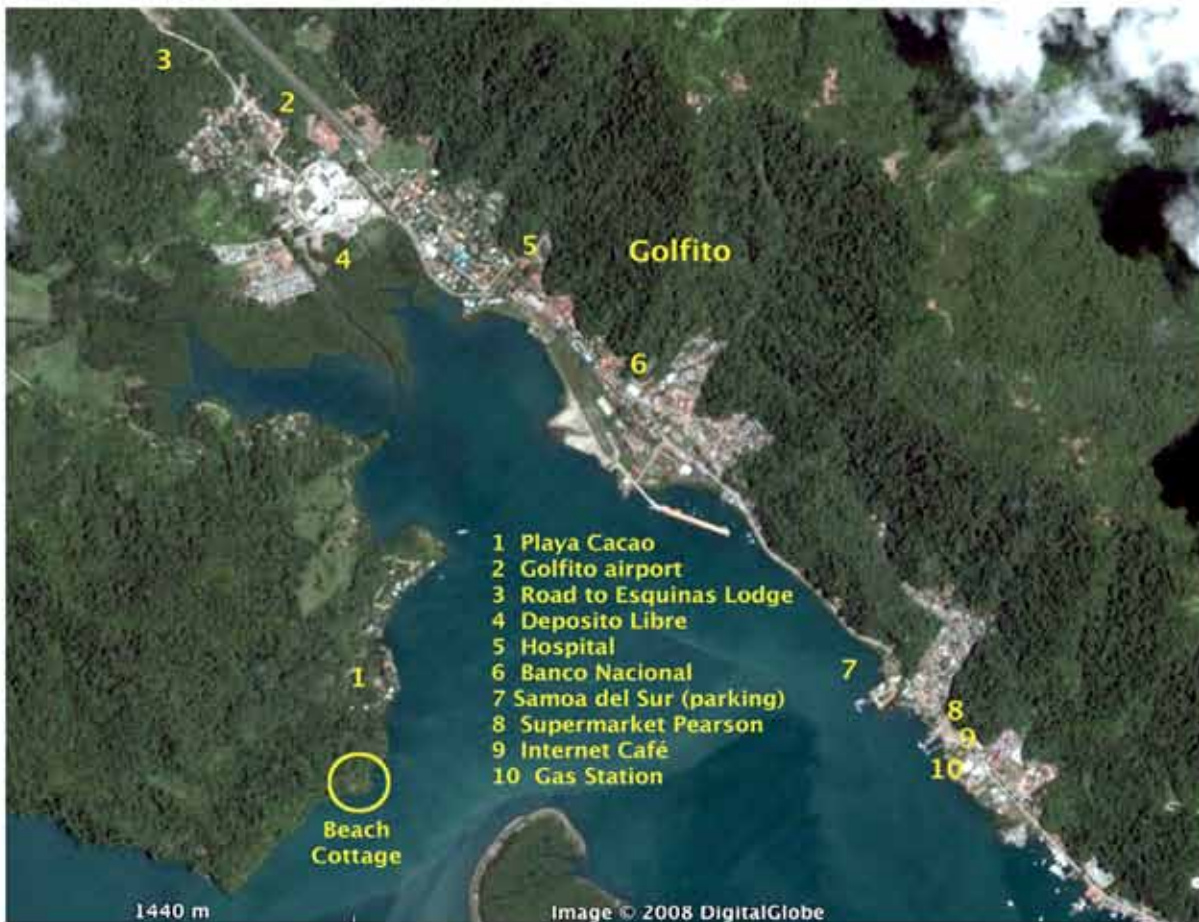 3
2
5
Golfito
4
6
1 Playa Cacao
2 Golfito airport
3 Road to Esquinas Lodge
4 Deposito Libre
5 Hospital
6 Banco Nacional
7 Samoa del Sur (parking)
8 Supermarket Pearson
9 Internet Café
10 Gas Station
1
7
8
9
10
Beach
Cottage
1440 m
Image © 2008 DigitalGlobe